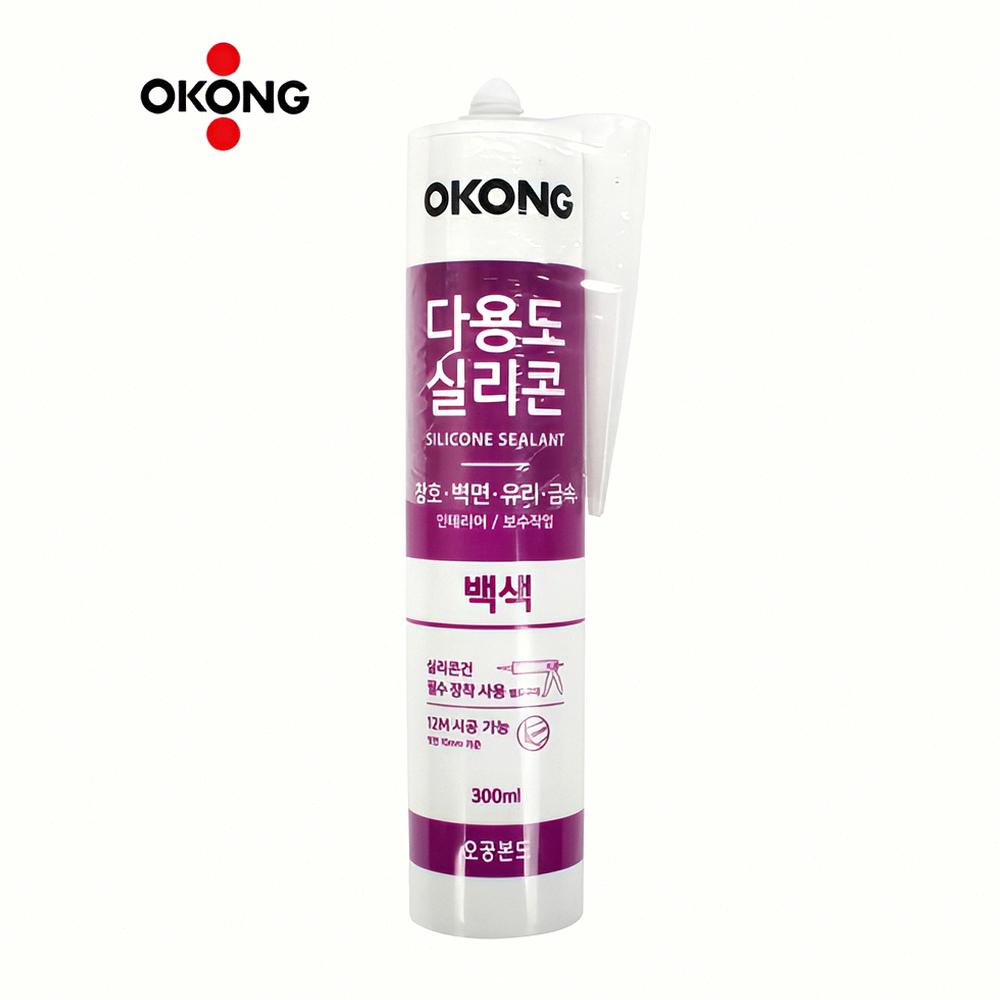 OKONG
OKONG
다용도
실리콘
SILICONE SEALANT
창호·벽면·유리·금속
인테리어 / 보수작업
백색
실리콘건
필수 장착 사용
12M 시공 가능
300ml
오공본드